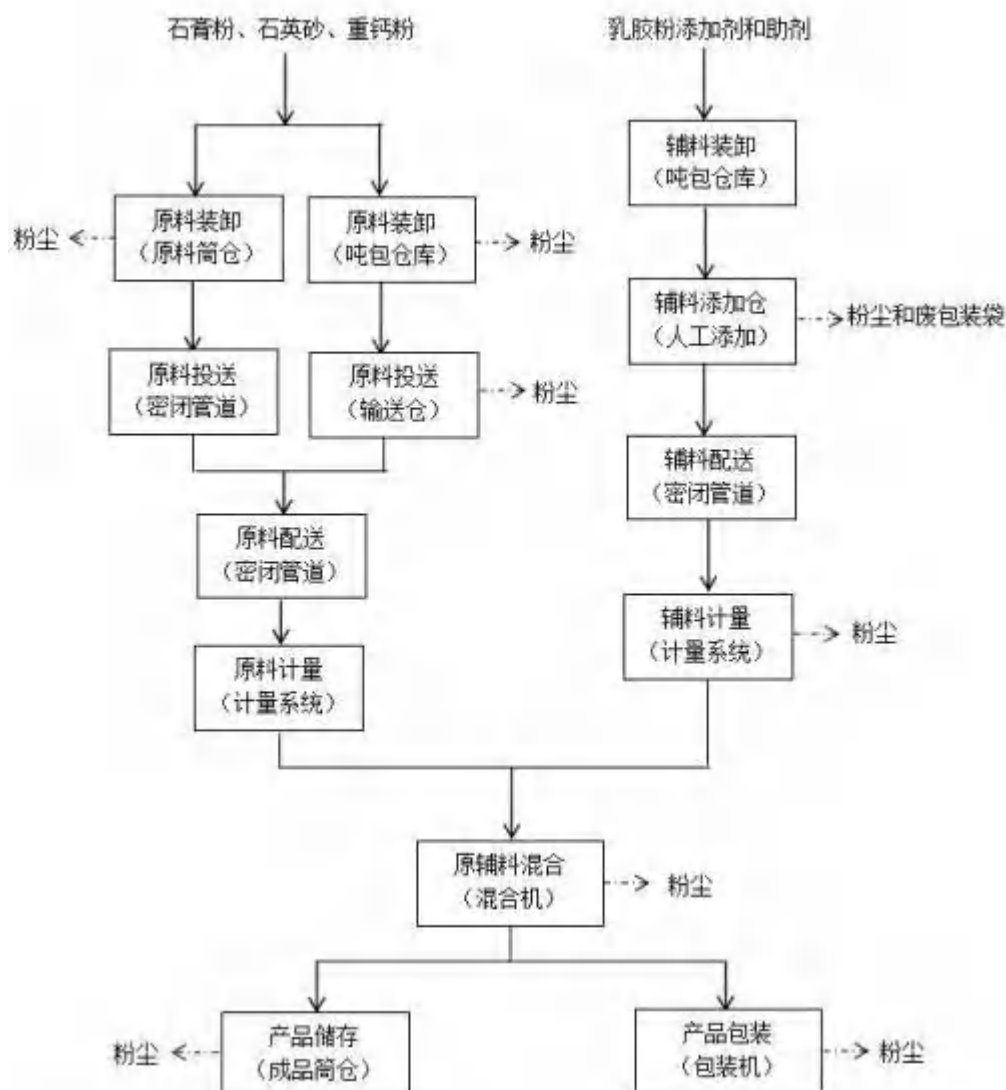 石膏粉、石英砂、重钙粉
乳胶粉添加剂和助剂
辅料装卸
（吨包仓库）
粉尘
原料装卸
（原料筒仓）
原料装卸
（吨包仓库）
粉尘
辅料添加仓
（人工添加）
粉尘和废包装袋
原料投送
（密闭管道）
原料投送
（输送仓）
粉尘
辅料配送
（密闭管道）
原料配送
（密闭管道）
辅料计量
（计量系统）
粉尘
原料计量
（计量系统）
原辅料混合
（混合机）
粉尘
粉尘
产品储存
（成品筒仓）
产品包装
（包装机）
粉尘